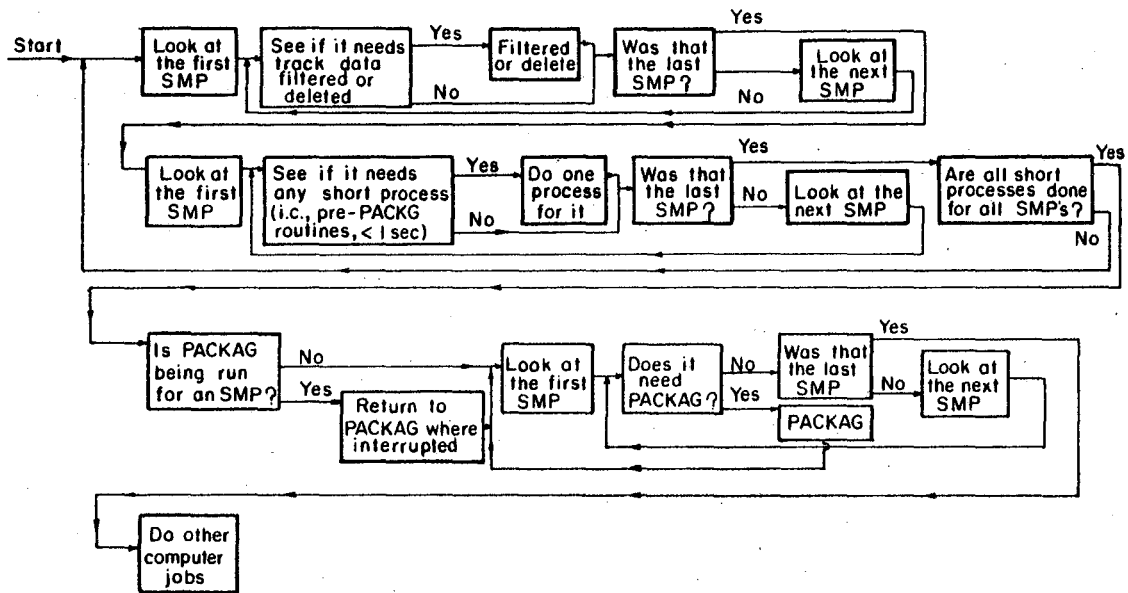 Start
Look at
the first
SMP
See if it needs
track data
filtered or
deleted
Yes
No
Filtered
or delete
Was that
the last
SMP?
Yes
No
Look at
the next
SMP
Look at
the first
SMP
See if it needs
any short process
(i.c., pre-PACKG
routines, < 1 sec)
Yes
No
Do one
process
for it
Was that
the last
SMP?
Yes
No
Look at the
next SMP
Are all short
processes done
for all SMP's?
Yes
No
Is PACKAG
being run
for an SMP?
No
Yes
Return to
PACKAG where
interrupted
Look at
the first
SMP
Does it
need
PACKAG?
No
Yes
Was that
the last
SMP
Yes
No
PACKAG
Look at
the next
SMP
Do other
computer
jobs